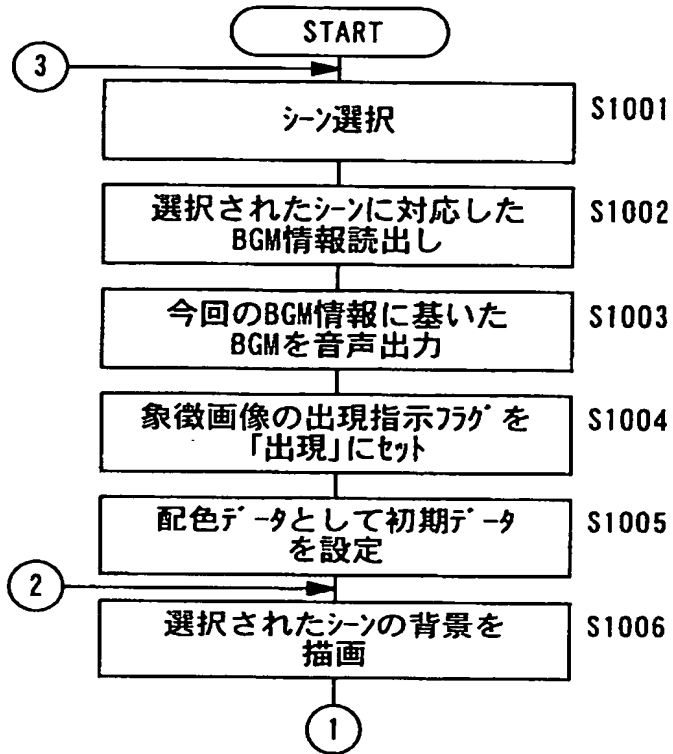 START
3
シーン選択
S1001
選択されたシーンに対応した
BGM情報読出し
S1002
今回のBGM情報に基いた
BGMを音声出力
S1003
象徴画像の出現指示フラグを
「出現」にセット
S1004
配色データとして初期データ
を設定
S1005
2
選択されたシーンの背景を
描画
S1006
1